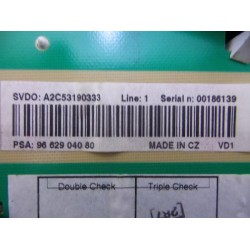 SVDO: A2C53190333 Line: 1 Serial n: 00186139
PSA: 96 629 040 80 MADE IN CZ VD1
Double Check Triple Check